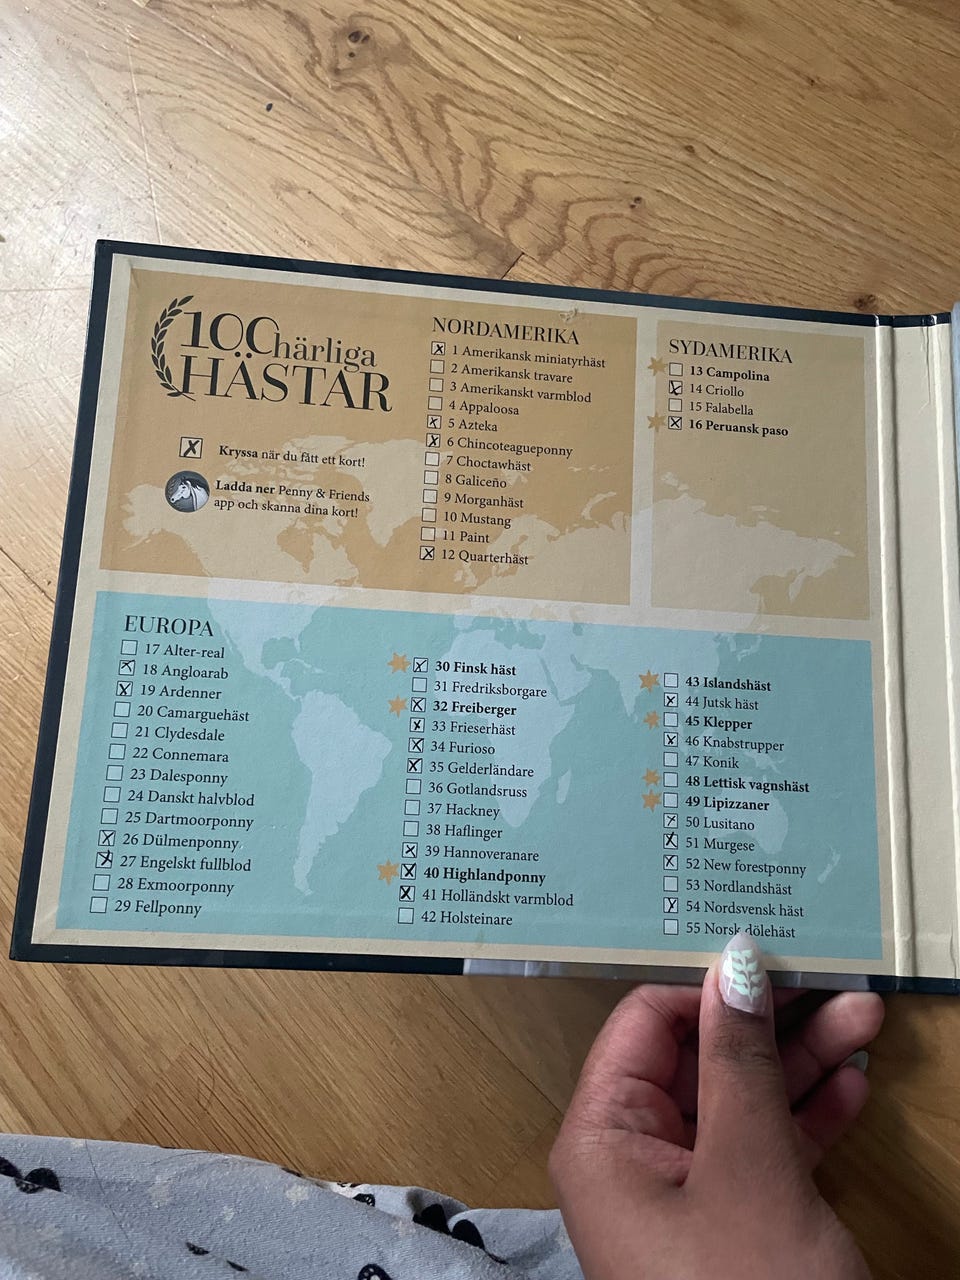 100 härliga
HÄSTAR
Kryssa när du fått ett kort!
Ladda ner Penny & Friends
app och skanna dina kort!
NORDAMERIKA
1 Amerikansk miniatyrhäst
2 Amerikansk travare
3 Amerikanskt varmblod
4 Appaloosa
5 Azteka
6 Chincoteagueponny
7 Choctawhäst
8 Galiceño
9 Morganhäst
10 Mustang
11 Paint
12 Quarterhäst
SYDAMERIKA
13 Campolina
14 Criollo
15 Falabella
16 Peruansk paso
EUROPA
17 Alter-real
18 Angloarab
19 Ardenner
20 Camarguehäst
21 Clydesdale
22 Connemara
23 Dalesponny
24 Danskt halvblod
25 Dartmoorponny
26 Dülmenponny
27 Engelskt fullblod
28 Exmoorponny
29 Fellponny
30 Finsk häst
31 Fredriksborgare
32 Freiberger
33 Frieserhäst
34 Furioso
35 Gelderländare
36 Gotlandsruss
37 Hackney
38 Haflinger
39 Hannoveranare
40 Highlandponny
41 Holländskt varmblod
42 Holsteinare
43 Islandshäst
44 Jutsk häst
45 Klepper
46 Knabstrupper
47 Konik
48 Lettisk vagnshäst
49 Lipizzaner
50 Lusitano
51 Murgese
52 New forestponny
53 Nordlandshäst
54 Nordsvensk häst
55 Norsk dölehäst